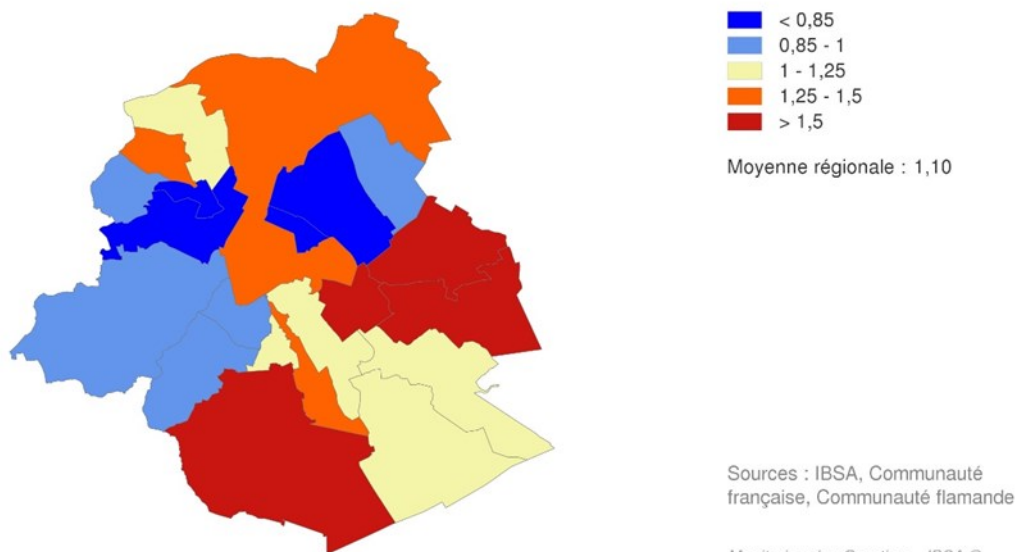 < 0,85
0,85 - 1
1 - 1,25
1,25 - 1,5
> 1,5
Moyenne régionale : 1,10
Sources : IBSA, Communauté
française, Communauté flamande